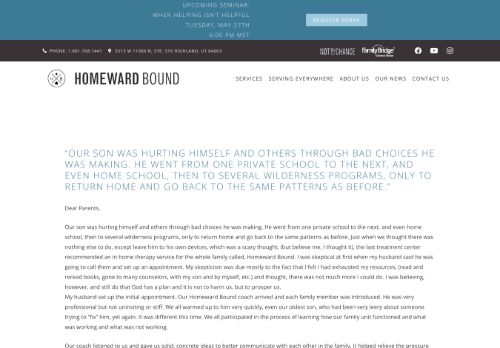 UPCOMING SEMINAR:
WHEN HELPING ISN'T HELPFUL
TUESDAY, MAY 27TH
6:00 PM MST
REGISTER TODAY
PHONE: 1.801.768.1441
5513 W 11000 N, STE. 316 HIGHLAND, UT 84003
NOT BY CHANCE
FamilyBridge
HOMEWARD BOUND
SERVICES SERVING EVERYWHERE ABOUT US OUR NEWS CONTACT US
"OUR SON WAS HURTING HIMSELF AND OTHERS THROUGH BAD CHOICES HE
WAS MAKING. HE WENT FROM ONE PRIVATE SCHOOL TO THE NEXT, AND
EVEN HOME SCHOOL, THEN TO SEVERAL WILDERNESS PROGRAMS, ONLY TO
RETURN HOME AND GO BACK TO THE SAME PATTERNS AS BEFORE."
Dear Parents,
Our son was hurting himself and others through bad choices he was making. He went from one private school to the next, and even home
school, then to several wilderness programs, only to return home and go back to the same patterns as before. Just when we thought there was
nothing else to do, except leave him to his own devices, which was a scary thought, (but believe me, I thought it), the last treatment center
recommended an in home therapy service for the whole family called, Homeward Bound. I was skeptical at first when my husband said he was
going to call them and set up an appointment. My skepticism was due mostly to the fact that I felt I had exhausted my resources, (read and
reread books, gone to many counselors, with my son and by myself, etc.) and thought, there was not much more I could do. I was believing,
however, and still do that God has a plan and it is not to harm us, but to prosper us.
My husband set up the initial appointment. Our Homeward Bound coach arrived and each family member was introduced. He was very
professional but not uninviting or stiff. We all warmed up to him very quickly, even our oldest son, who had been very leery about someone
trying to "fix" him, yet again. It was different this time. We all participated in the process of learning how our family unit functioned and what
was working and what was not working.
Our coach listened to us and gave us solid, concrete ideas to better communicate with each other in the family. It helped relieve the pressure